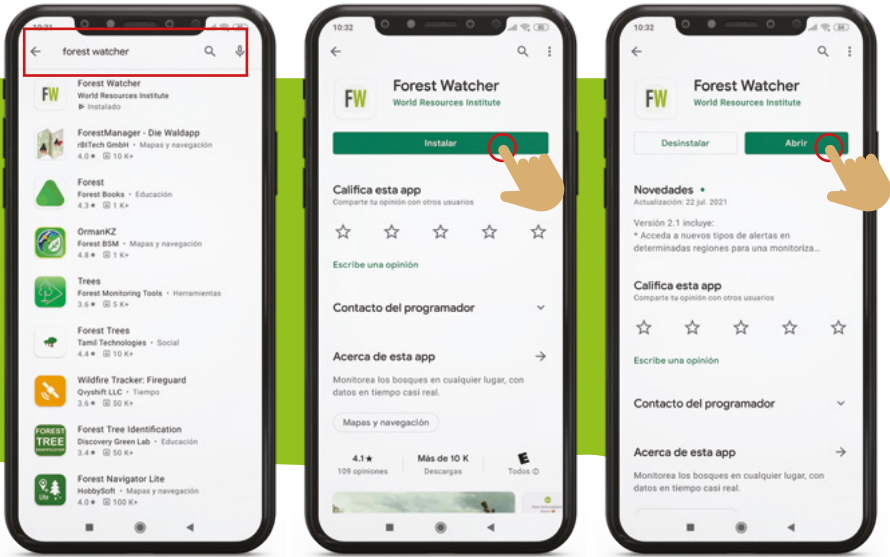 10:31
forest watcher
FW
Forest Watcher
World Resources Institute
Instalado
ForestManager - Die Waldapp
rBITech GmbH • Mapas y navegación
4.0 ★ 10 K+
Forest
Forest Books • Educación
4.3 ★ 1 K+
OrmanKZ
Forest BSM • Mapas y navegación
4.8 ★ 1 K+
Trees
Forest Monitoring Tools • Herramientas
3.6 ★ 5 K+
Forest Trees
Tamil Technologies • Social
4.4 ★ 10 K+
Wildfire Tracker: Fireguard
Qvyshift LLC • Tiempo
3.6 ★ 50 K+
FOREST
TREE
Forest Tree Identification
Discovery Green Lab • Educación
3.4 ★ 50 K+
Lite
Forest Navigator Lite
HobbySoft • Mapas y navegación
4.0 ★ 100 K+
10:32
FW
Forest Watcher
World Resources Institute
Instalar
Califica esta app
Comparte tu opinión con otros usuarios
Escribe una opinión
Contacto del programador
Acerca de esta app
Monitorea los bosques en cualquier lugar, con
datos en tiempo casi real.
Mapas y navegación
4.1 ★
109 opiniones
Más de 10 K
Descargas
E
Todos
10:32
FW
Forest Watcher
World Resources Institute
Desinstalar
Abrir
Novedades •
Actualización: 22 jul. 2021
Versión 2.1 incluye:
* Acceda a nuevos tipos de alertas en
determinadas regiones para una monitoriza...
Califica esta app
Comparte tu opinión con otros usuarios
Escribe una opinión
Contacto del programador
Acerca de esta app
Monitorea los bosques en cualquier lugar, con
datos en tiempo casi real.